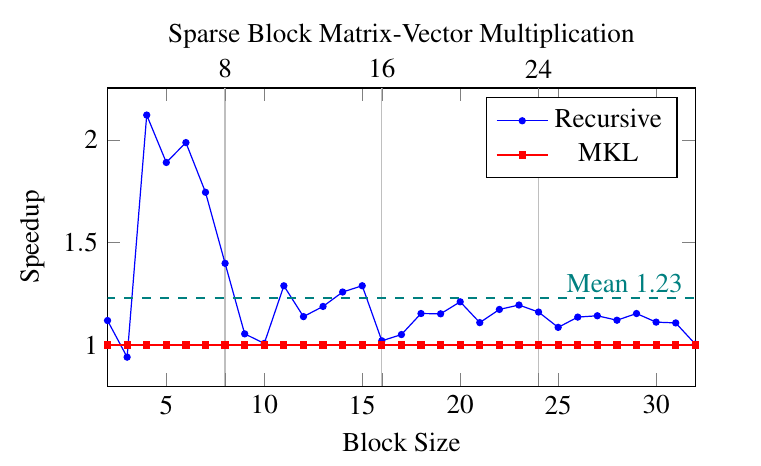 Sparse Block Matrix-Vector Multiplication
8 16 24
Recursive
MKL
2
1.5
1
Speedup
Mean 1.23
5 10 15 20 25 30
Block Size